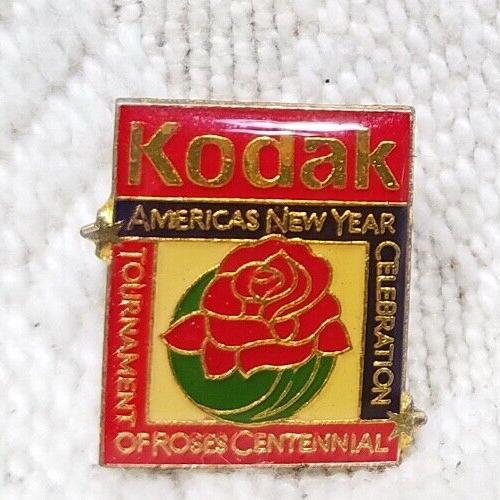 Kodak
AMERICAS NEW YEAR
CELEBRATION
TOURNAMENT
OF ROSES CENTENNIAL